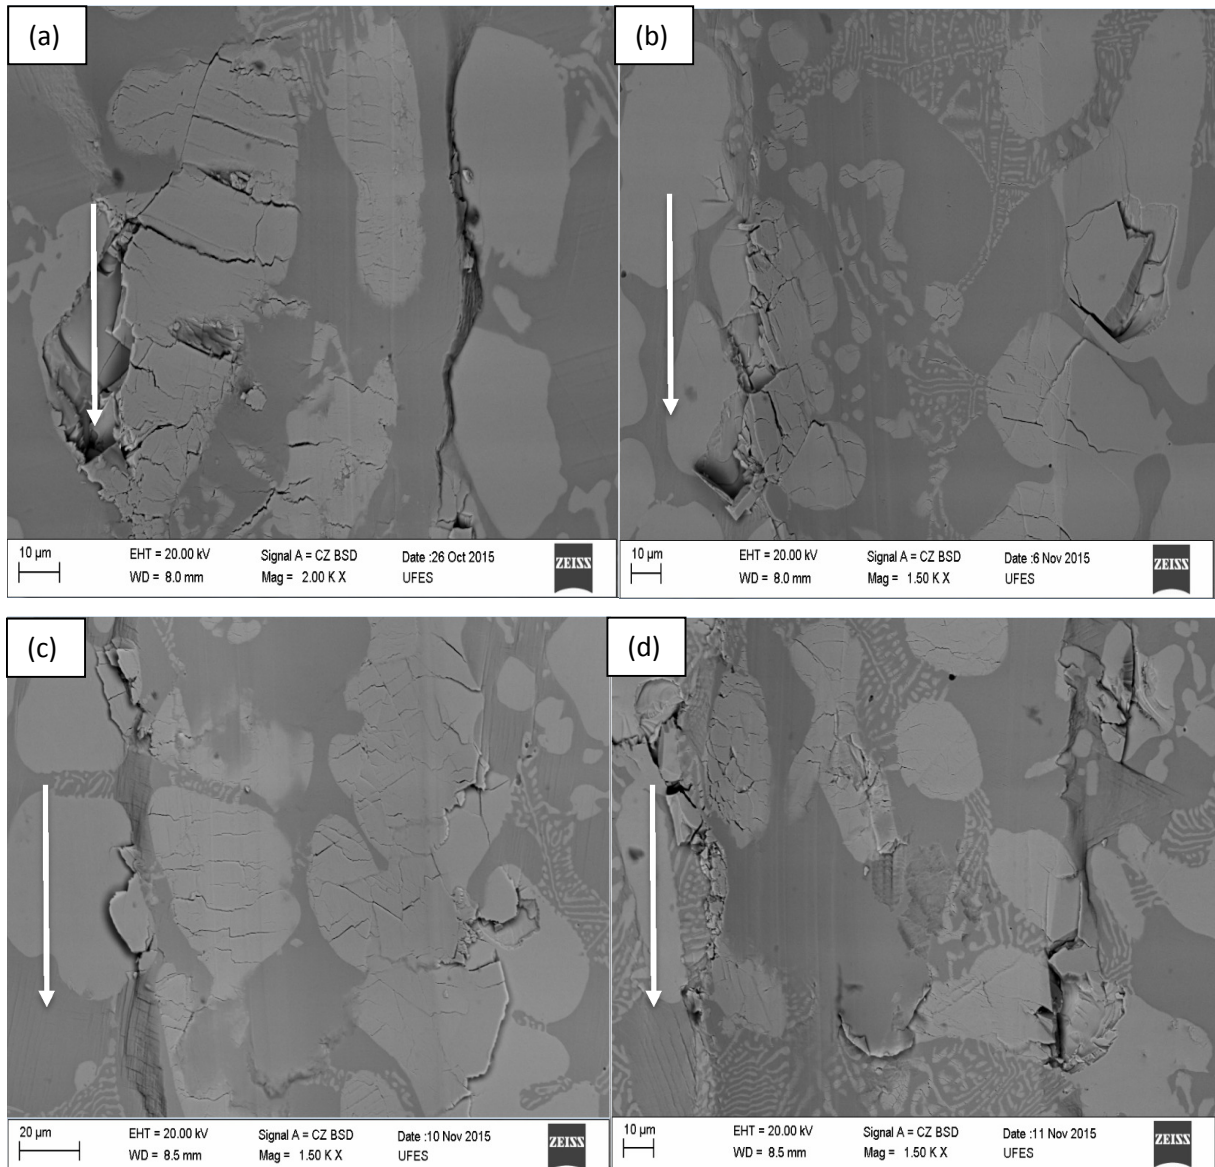 (a)
10 µm
EHT = 20.00 kV
WD = 8.0 mm
Signal A = CZ BSD
Mag = 2.00 K X
Date :26 Oct 2015
UFES
ZEISS
(b)
10 µm
EHT = 20.00 kV
WD = 8.0 mm
Signal A = CZ BSD
Mag = 1.50 K X
Date :6 Nov 2015
UFES
ZEISS
(c)
20 µm
EHT = 20.00 kV
WD = 8.5 mm
Signal A = CZ BSD
Mag = 1.50 K X
Date :10 Nov 2015
UFES
ZEISS
(d)
10 µm
EHT = 20.00 kV
WD = 8.5 mm
Signal A = CZ BSD
Mag = 1.50 K X
Date :11 Nov 2015
UFES
ZEISS